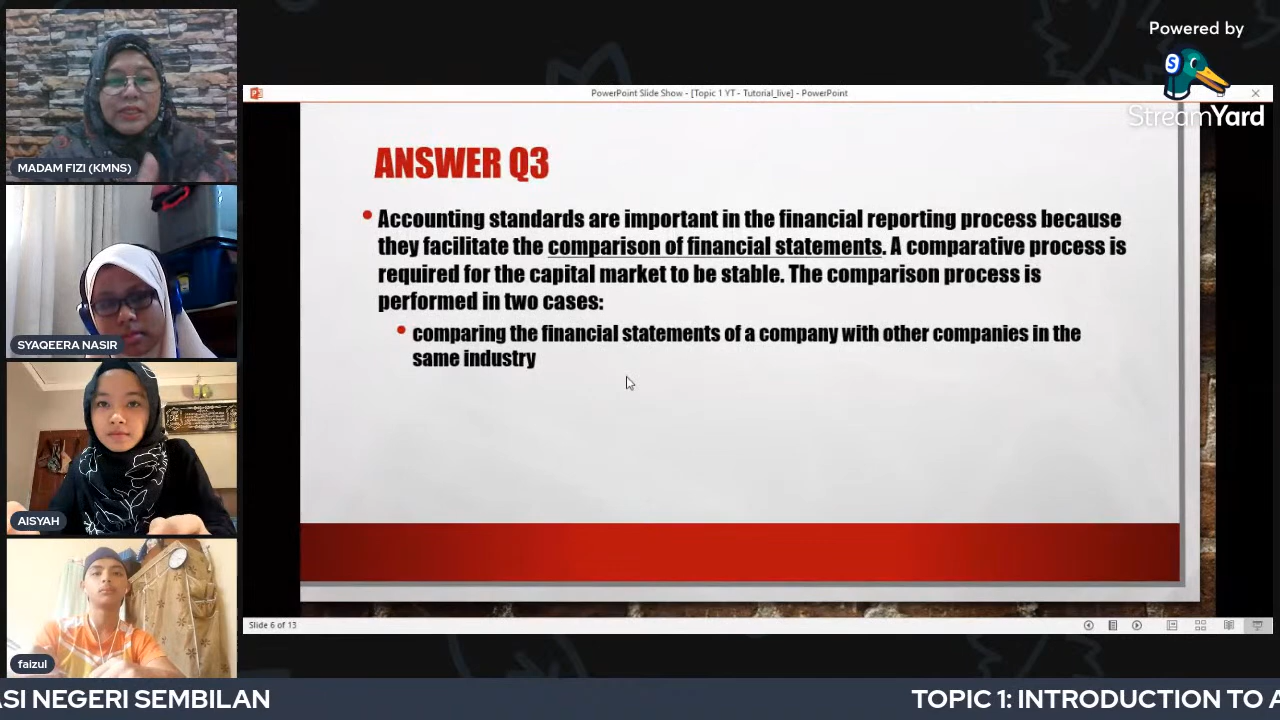 Powered by
StreamYard
PowerPoint Slide Show - [Topic 1 YT - Tutorial_live] - PowerPoint
MADAM FIZI (KMNS)
SYAQEERA NASIR
AISYAH
faizul
ANSWER Q3
Accounting standards are important in the financial reporting process because
they facilitate the comparison of financial statements. A comparative process is
required for the capital market to be stable. The comparison process is
performed in two cases:
comparing the financial statements of a company with other companies in the
same industry
Slide 6 of 13
ASI NEGERI SEMBILAN
TOPIC 1: INTRODUCTION TO A